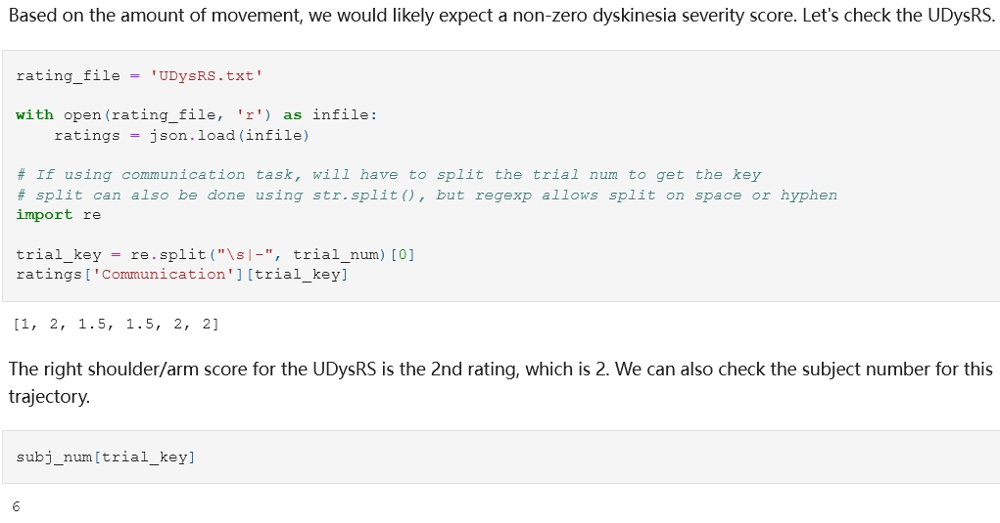 Based on the amount of movement, we would likely expect a non-zero dyskinesia severity score. Let's check the UDysRS.
rating_file = 'UDysRS.txt'
with open(rating_file, 'r') as infile:
    ratings = json.load(infile)
# If using communication task, will have to split the trial num to get the key
# split can also be done using str.split(), but regexp allows split on space or hyphen
import re
trial_key = re.split("\s|-", trial_num)[0]
ratings['Communication'][trial_key]
[1, 2, 1.5, 1.5, 2, 2]
The right shoulder/arm score for the UDysRS is the 2nd rating, which is 2. We can also check the subject number for this
trajectory.
subj_num[trial_key]
6